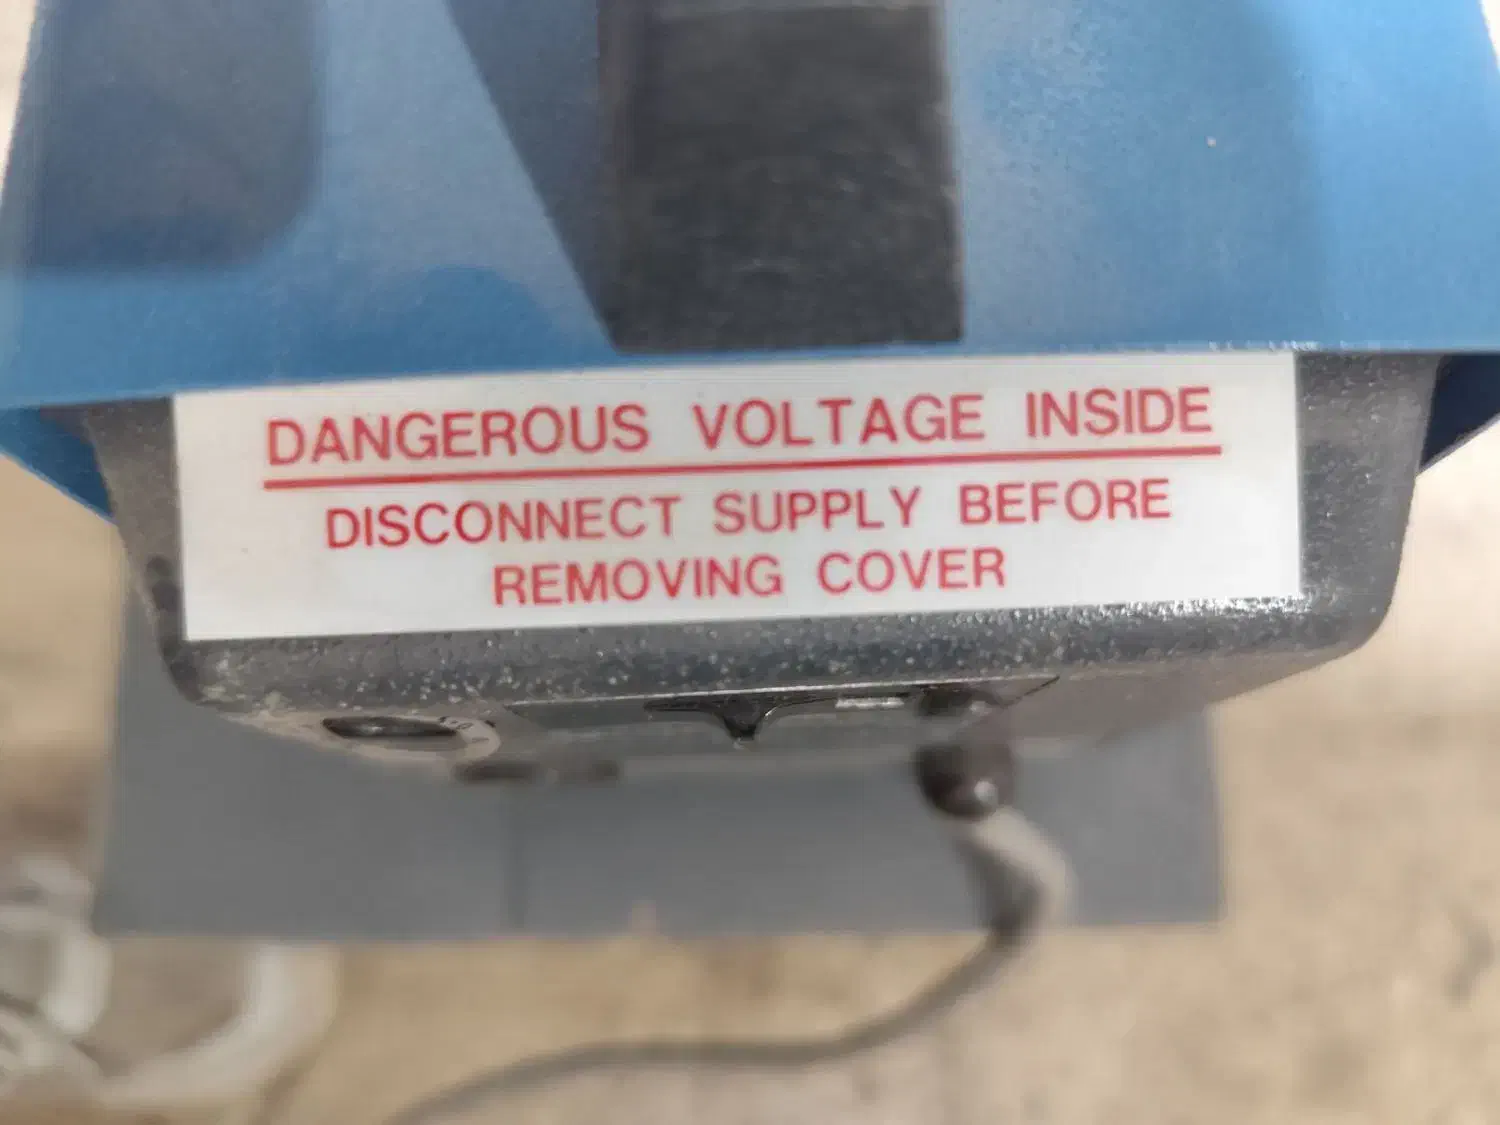 DANGEROUS VOLTAGE INSIDE
DISCONNECT SUPPLY BEFORE
REMOVING COVER